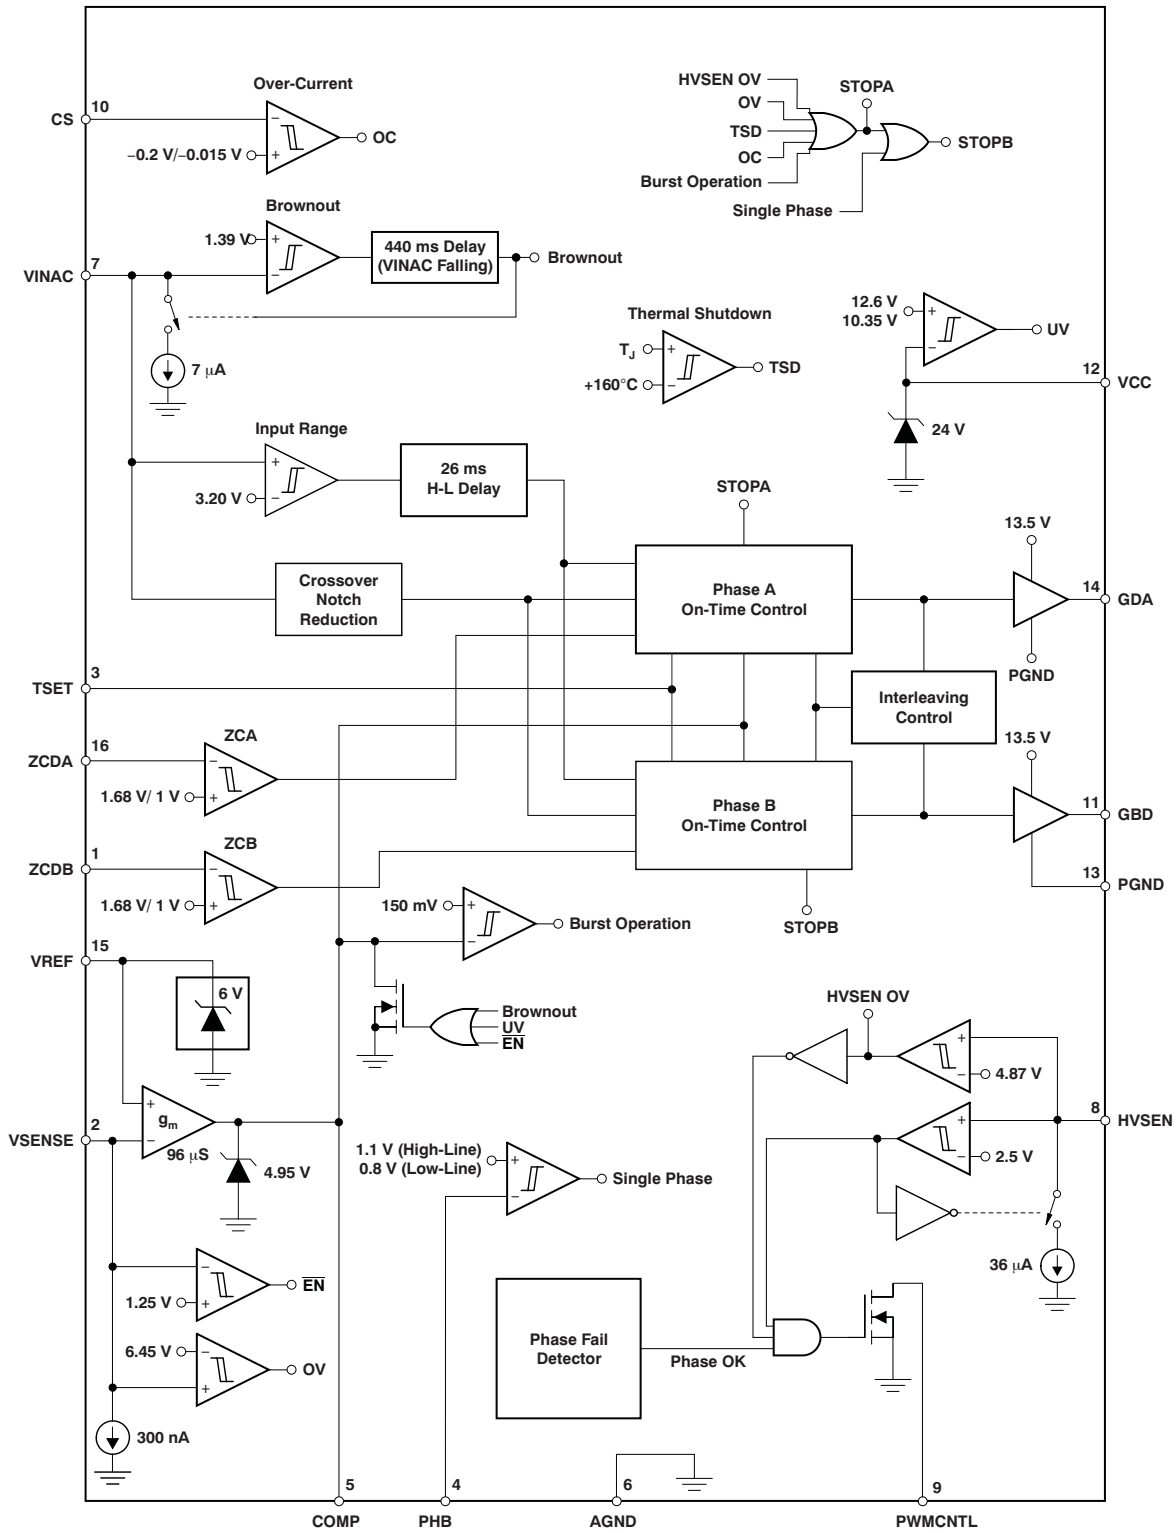 Over-Current
10
CS
−
−0.2 V/−0.015 V
+
OC
HVSEN OV
OV
TSD
OC
Burst Operation
STOPA
STOPB
Single Phase
Brownout
1.39 V
+
−
440 ms Delay
(VINAC Falling)
Brownout
7
VINAC
7 µA
Thermal Shutdown
TJ
+
+160°C
−
TSD
12.6 V
10.35 V
+
−
UV
12
VCC
24 V
Input Range
+
3.20 V
−
26 ms
H-L Delay
STOPA
Crossover
Notch
Reduction
Phase A
On-Time Control
13.5 V
14
GDA
PGND
3
TSET
Interleaving
Control
16
ZCDA
ZCA
−
1.68 V/ 1 V
+
13.5 V
Phase B
On-Time Control
11
GBD
1
ZCDB
ZCB
−
1.68 V/ 1 V
+
13
PGND
STOPB
150 mV
+
−
Burst Operation
15
VREF
6 V
Brownout
UV
EN
HVSEN OV
+
−
4.87 V
8
HVSEN
+
−
2.5 V
36 µA
2
VSENSE
+
gm
−
96 µS
4.95 V
1.1 V (High-Line)
0.8 V (Low-Line)
+
−
Single Phase
−
EN
1.25 V
+
6.45 V
−
+
OV
300 nA
Phase Fail
Detector
Phase OK
5
COMP
4
PHB
6
AGND
9
PWMCNTL